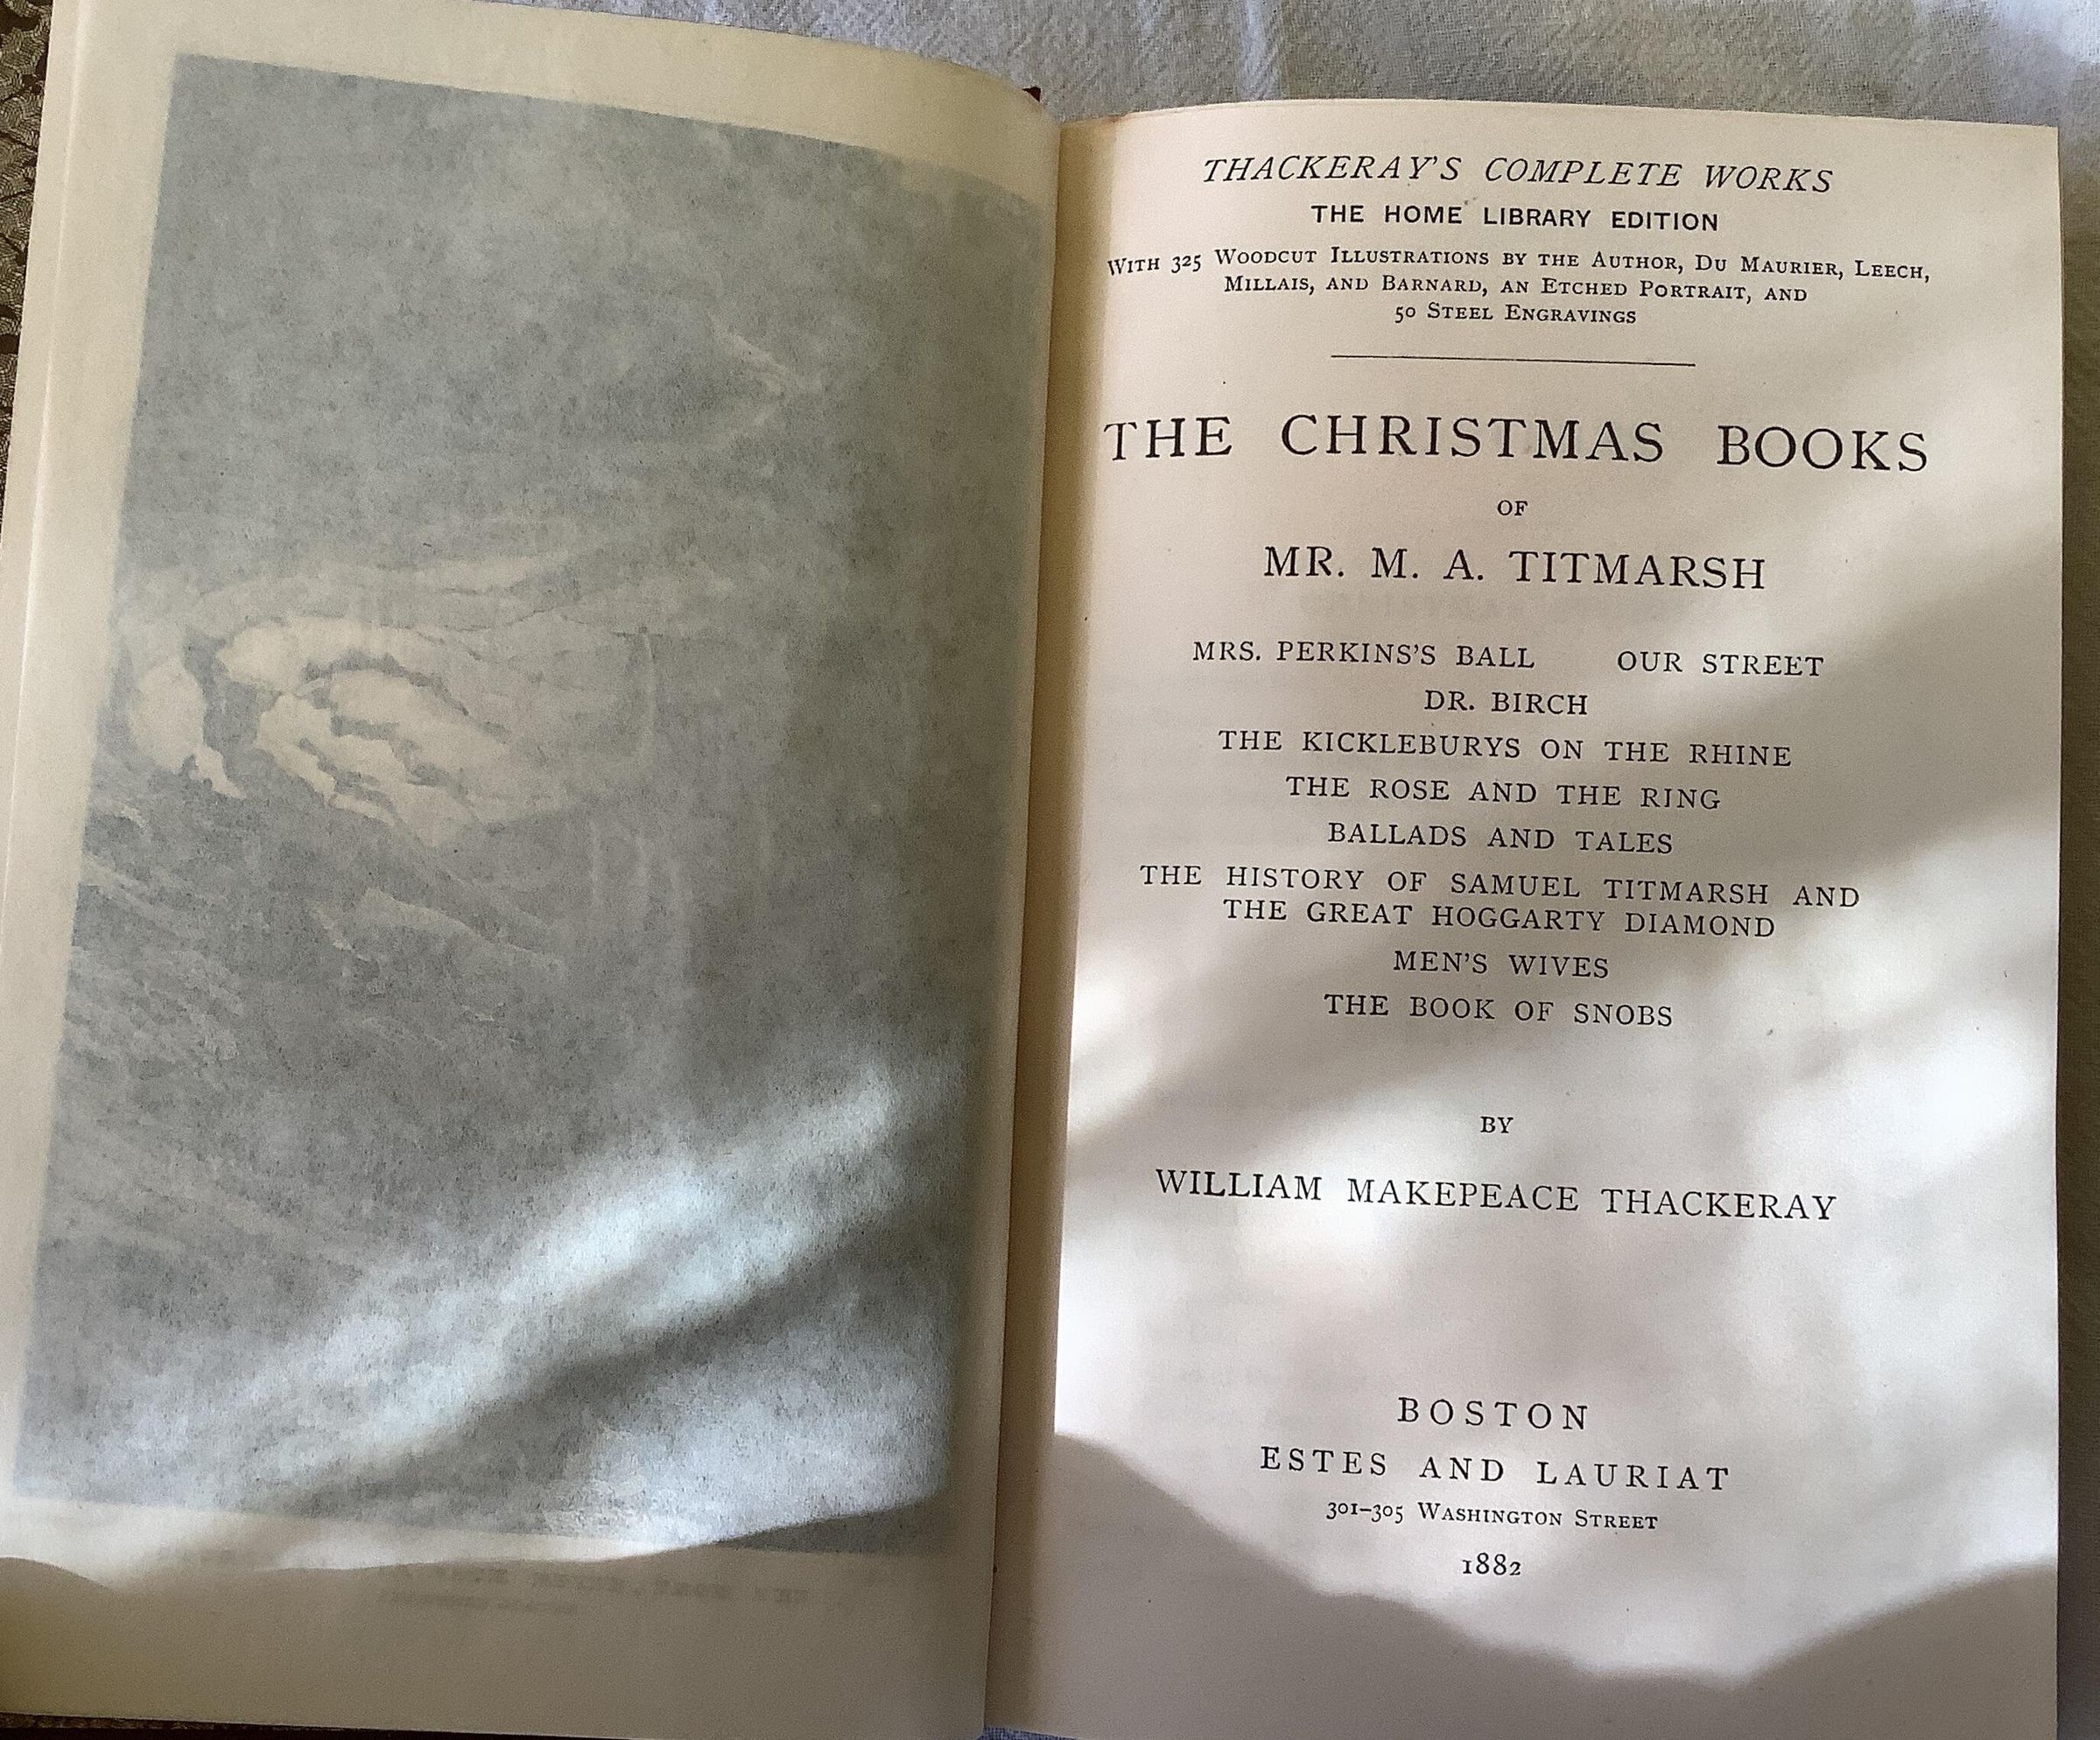 THACKERAY'S COMPLETE WORKS
THE HOME LIBRARY EDITION
WITH 325 WOODCUT ILLUSTRATIONS BY THE AUTHOR, DU MAURIER, LEECH,
MILLAIS, AND BARNARD, AN ETCHED PORTRAIT, AND
50 STEEL ENGRAVINGS
THE CHRISTMAS BOOKS
OF
MR. M. A. TITMARSH
MRS. PERKINS'S BALL OUR STREET
DR. BIRCH
THE KICKLEBURYS ON THE RHINE
THE ROSE AND THE RING
BALLADS AND TALES
THE HISTORY OF SAMUEL TITMARSH AND
THE GREAT HOGGARTY DIAMOND
MEN'S WIVES
THE BOOK OF SNOBS
BY
WILLIAM MAKEPEACE THACKERAY
BOSTON
ESTES AND LAURIAT
301–305 WASHINGTON STREET
1882